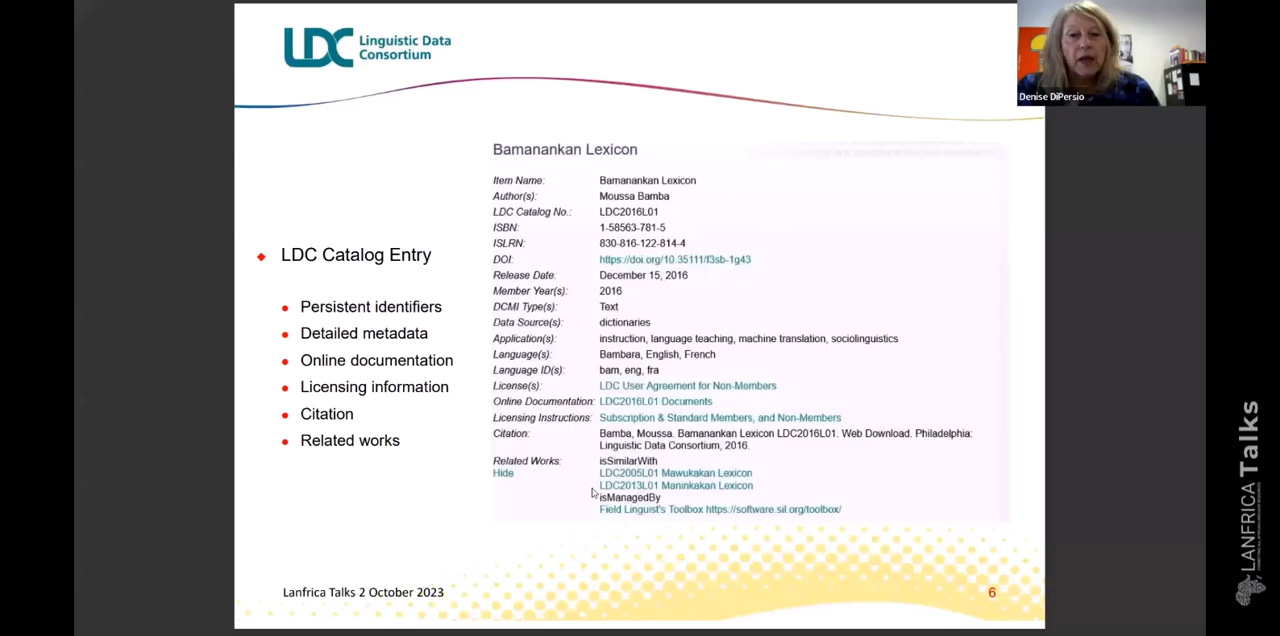 LDC Linguistic Data
Consortium
Denise DiPersio
Bamanankan Lexicon
Item Name: Bamanankan Lexicon
Author(s): Moussa Bamba
LDC Catalog No.: LDC2016L01
ISBN: 1-58563-781-5
ISLRN: 830-816-122-814-4
DOI: https://doi.org/10.35111/f3sb-1g43
Release Date: December 15, 2016
Member Year(s): 2016
DCMI Type(s): Text
Data Source(s): dictionaries
Application(s): instruction, language teaching, machine translation, sociolinguistics
Language(s): Bambara, English, French
Language ID(s): bam, eng, fra
License(s): LDC User Agreement for Non-Members
Online Documentation: LDC2016L01 Documents
Licensing Instructions: Subscription & Standard Members, and Non-Members
Citation: Bamba, Moussa. Bamanankan Lexicon LDC2016L01. Web Download. Philadelphia:
Linguistic Data Consortium, 2016.
Related Works: isSimilarWith
Hide LDC2005L01 Mawukakan Lexicon
LDC2013L01 Maninkakan Lexicon
isManagedBy
Field Linguist's Toolbox https://software.sil.org/toolbox/
LDC Catalog Entry
Persistent identifiers
Detailed metadata
Online documentation
Licensing information
Citation
Related works
Lanfrica Talks 2 October 2023
6
LANFRICA Talks